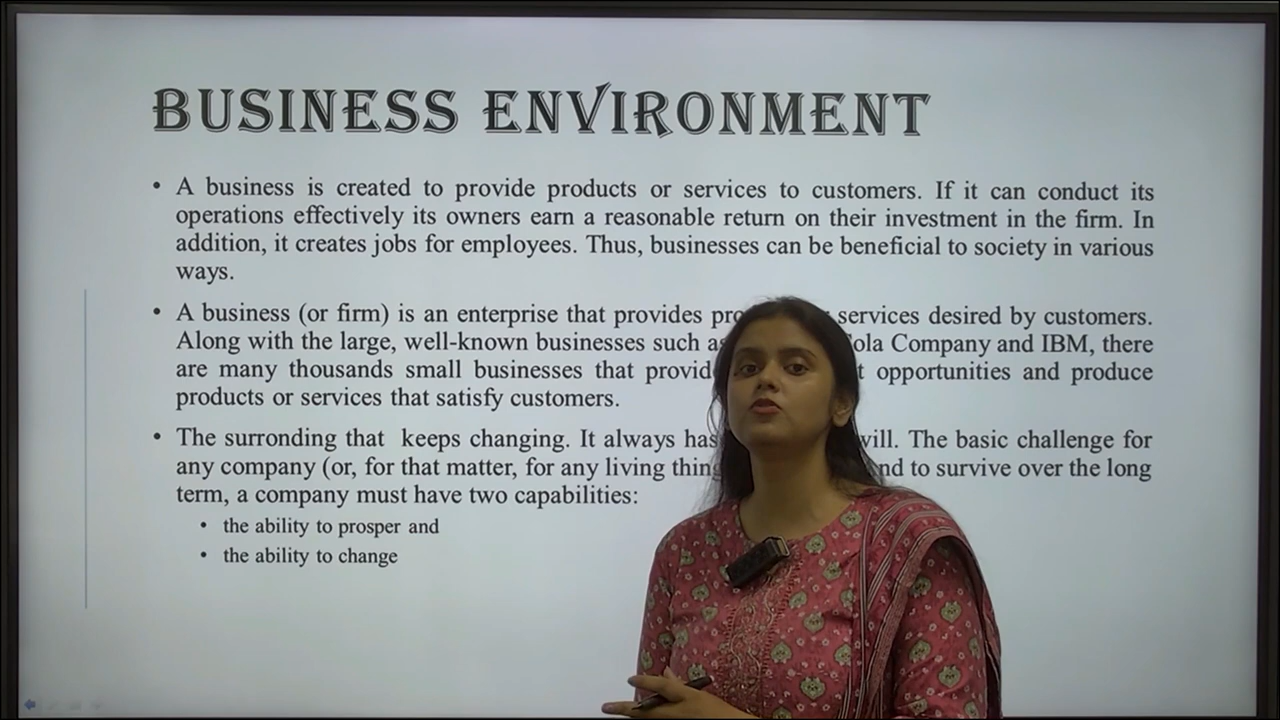 BUSINESS ENVIRONMENT
• A business is created to provide products or services to customers. If it can conduct its
operations effectively its owners earn a reasonable return on their investment in the firm. In
addition, it creates jobs for employees. Thus, businesses can be beneficial to society in various
ways.
• A business (or firm) is an enterprise that provides services desired by customers.
Along with the large, well-known businesses such Company and IBM, there
are many thousands small businesses that opportunities and produce
products or services that satisfy customers.
• The surronding that keeps changing. It always has will. The basic challenge for
any company (or, for that matter, for any living to survive over the long
term, a company must have two capabilities:
• the ability to prosper and
• the ability to change